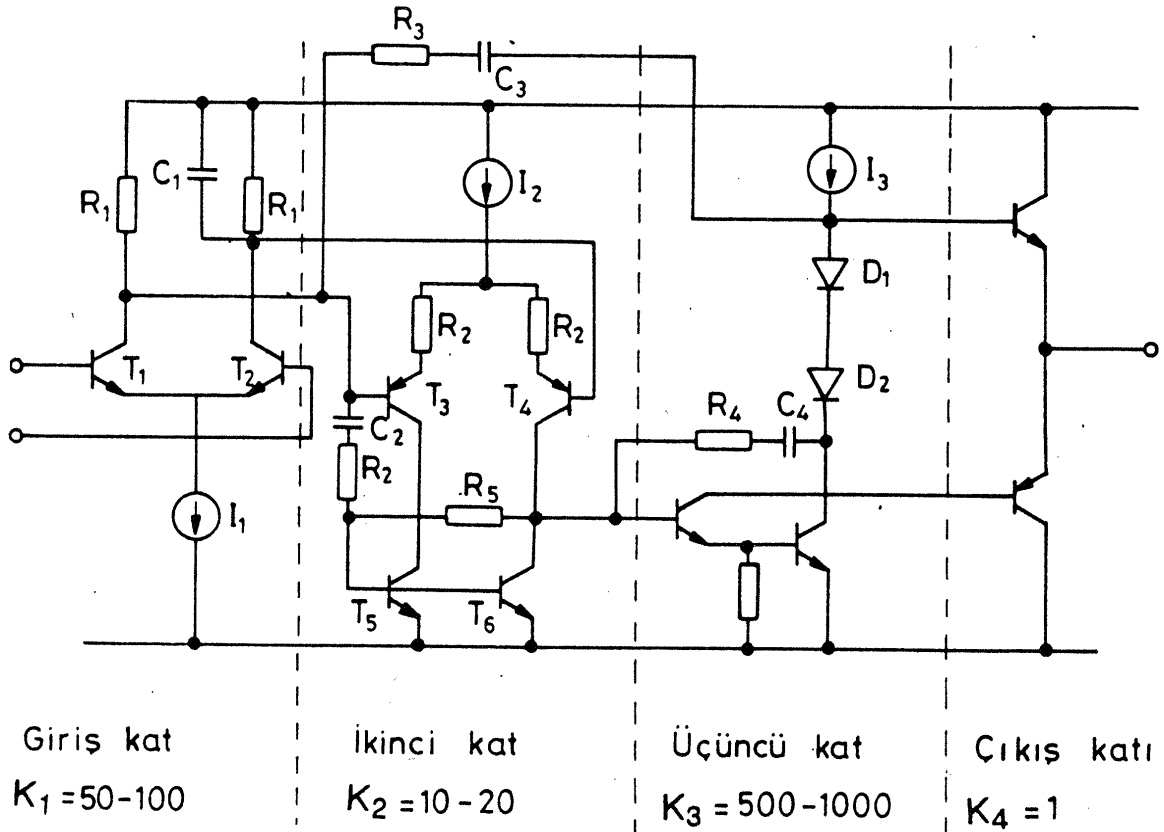 R₃
C₃
C₁
R₁
R₁
I₂
I₃
D₁
R₂
R₂
T₁
T₂
T₃
T₄
D₂
C₂
R₄
C₄
R₂
R₅
I₁
T₅
T₆
Giriş kat
K₁ = 50-100
İkinci kat
K₂ = 10-20
Üçüncü kat
K₃ = 500-1000
Çıkış katı
K₄ = 1